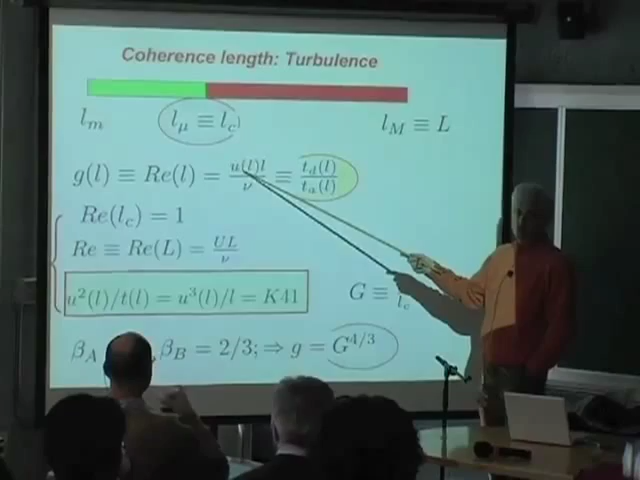 Coherence length: Turbulence
l_m l_μ ≡ l_c l_M ≡ L
g(l) ≡ Re(l) = u(l)l/ν ≡ t_d(l)/t_a(l)
Re(l_c) = 1
Re ≡ Re(L) = UL/ν
u²(l)/t(l) = u³(l)/l = K41
G ≡ l_c
β_A , β_B = 2/3; ⇒ g = G^{4/3}